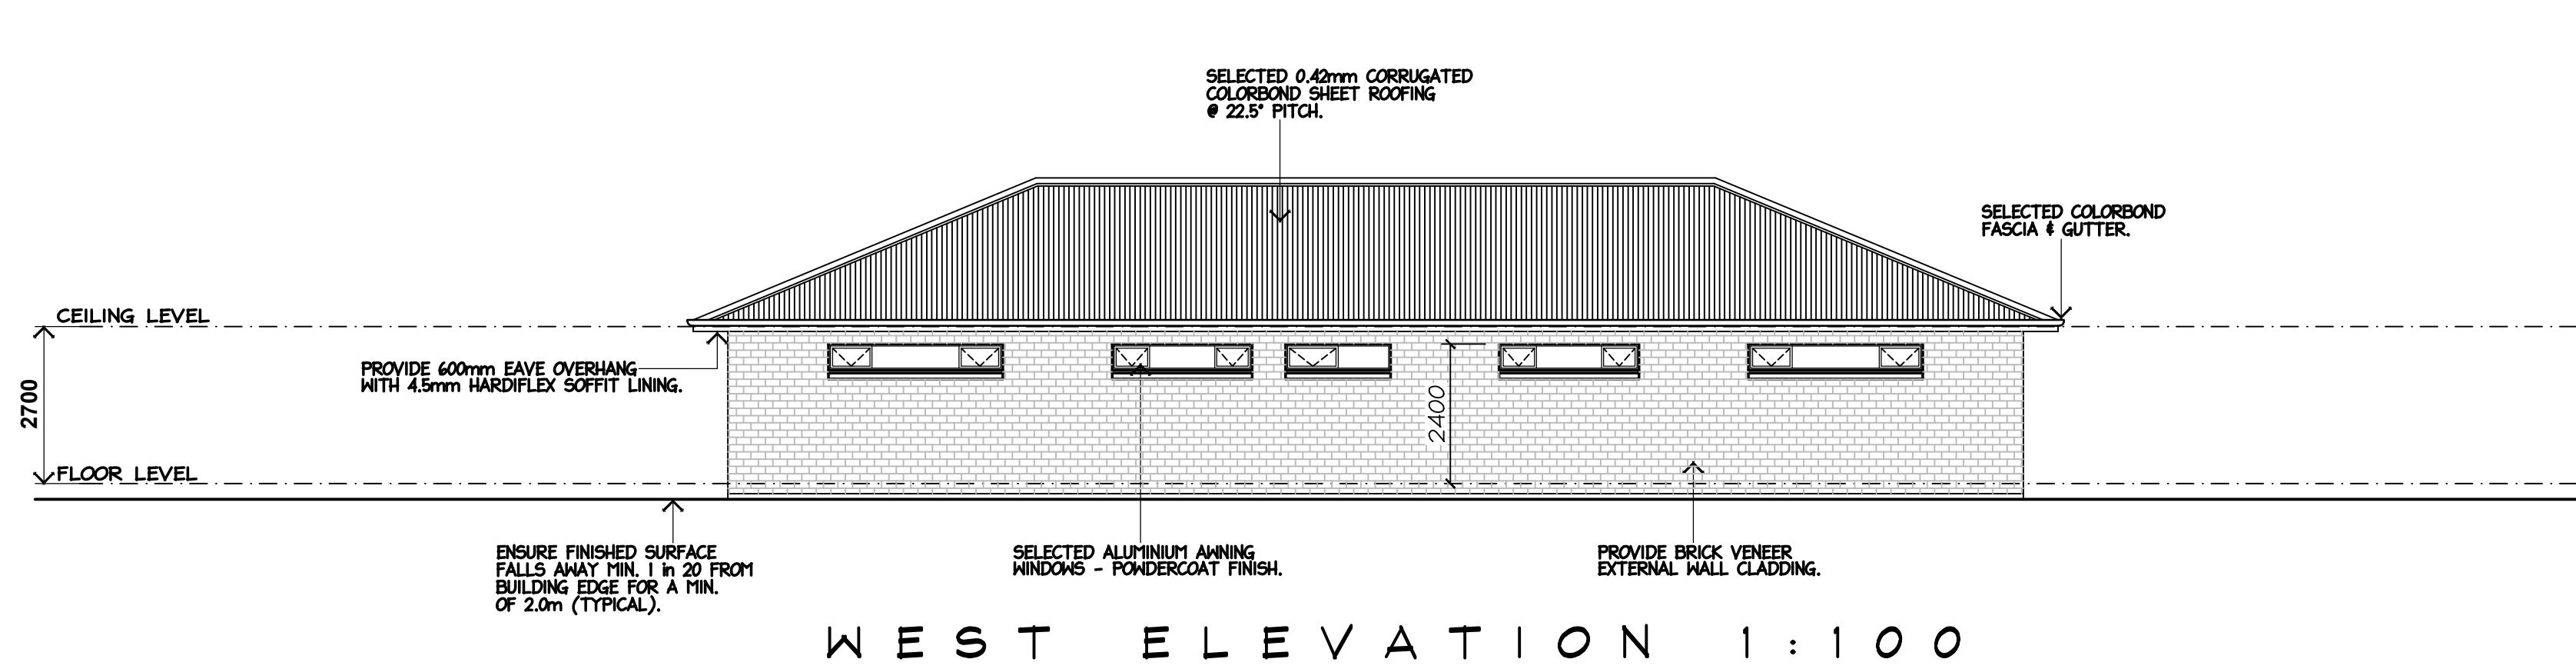 SELECTED 0.42mm CORRUGATED
COLORBOND SHEET ROOFING
@ 22.5° PITCH.
SELECTED COLORBOND
FASCIA & GUTTER.
CEILING LEVEL
PROVIDE 600mm EAVE OVERHANG
WITH 4.5mm HARDIFLEX SOFFIT LINING.
2700
2400
FLOOR LEVEL
ENSURE FINISHED SURFACE
FALLS AWAY MIN. 1 in 20 FROM
BUILDING EDGE FOR A MIN.
OF 2.0m (TYPICAL).
SELECTED ALUMINIUM AWNING
WINDOWS - POWDERCOAT FINISH.
PROVIDE BRICK VENEER
EXTERNAL WALL CLADDING.
WEST ELEVATION 1:100